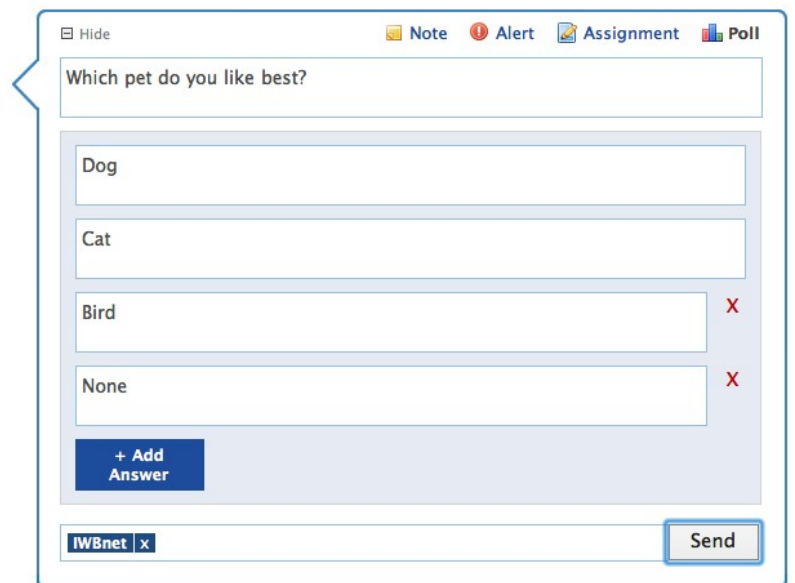 Hide Note Alert Assignment Poll
Which pet do you like best?
Dog
Cat
Bird X
None X
+ Add
Answer
IWBnet x Send